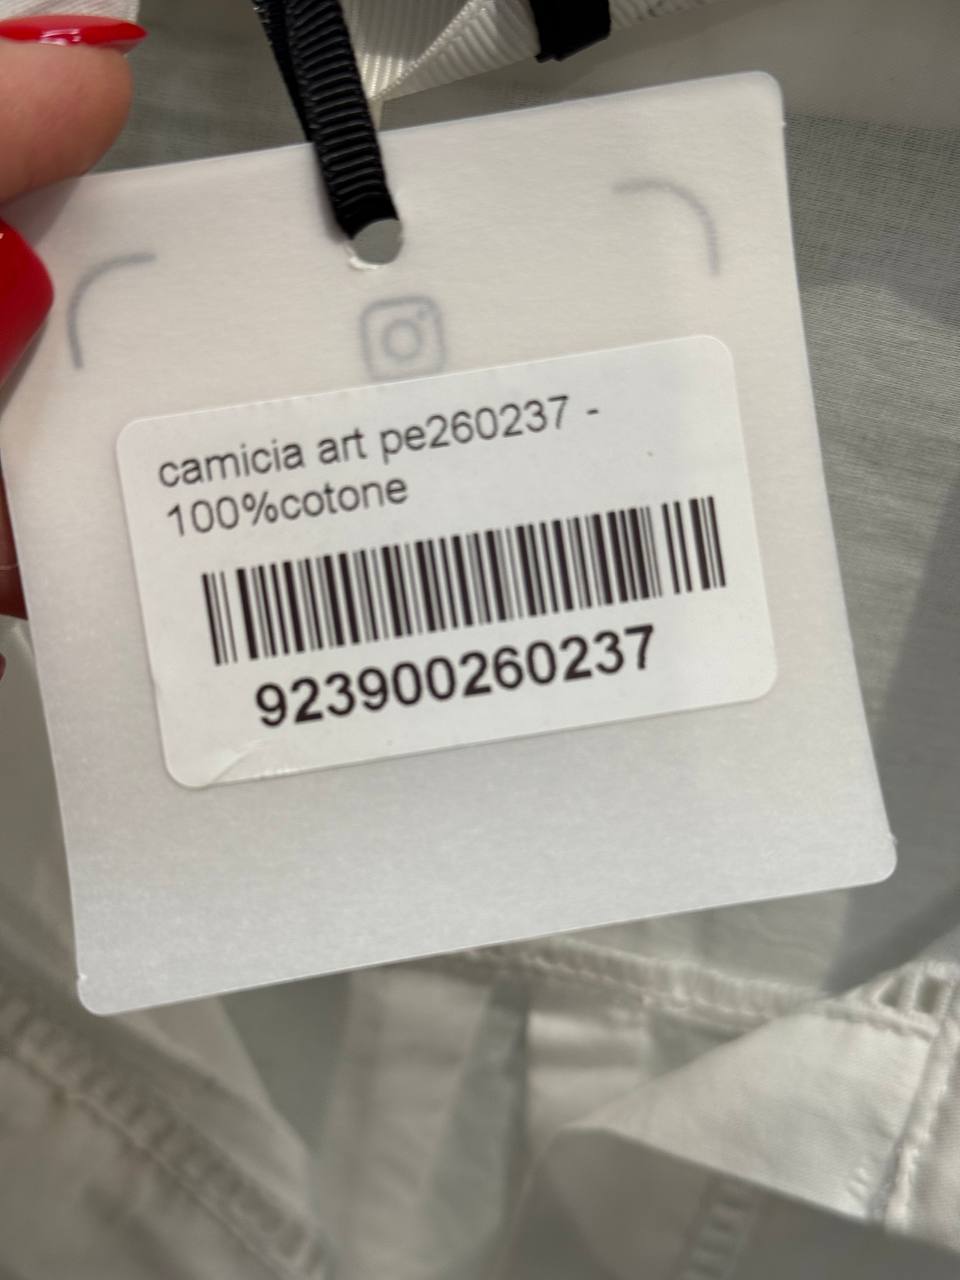 camicia art pe260237 -
100%cotone
923900260237